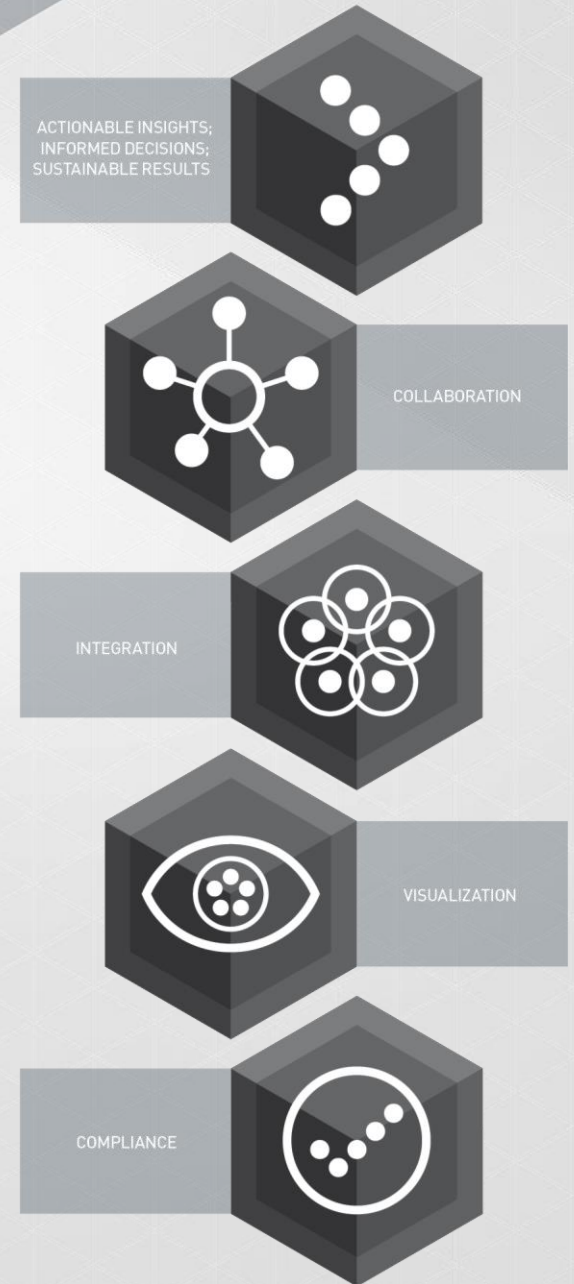 ACTIONABLE INSIGHTS;
INFORMED DECISIONS;
SUSTAINABLE RESULTS
COLLABORATION
INTEGRATION
VISUALIZATION
COMPLIANCE